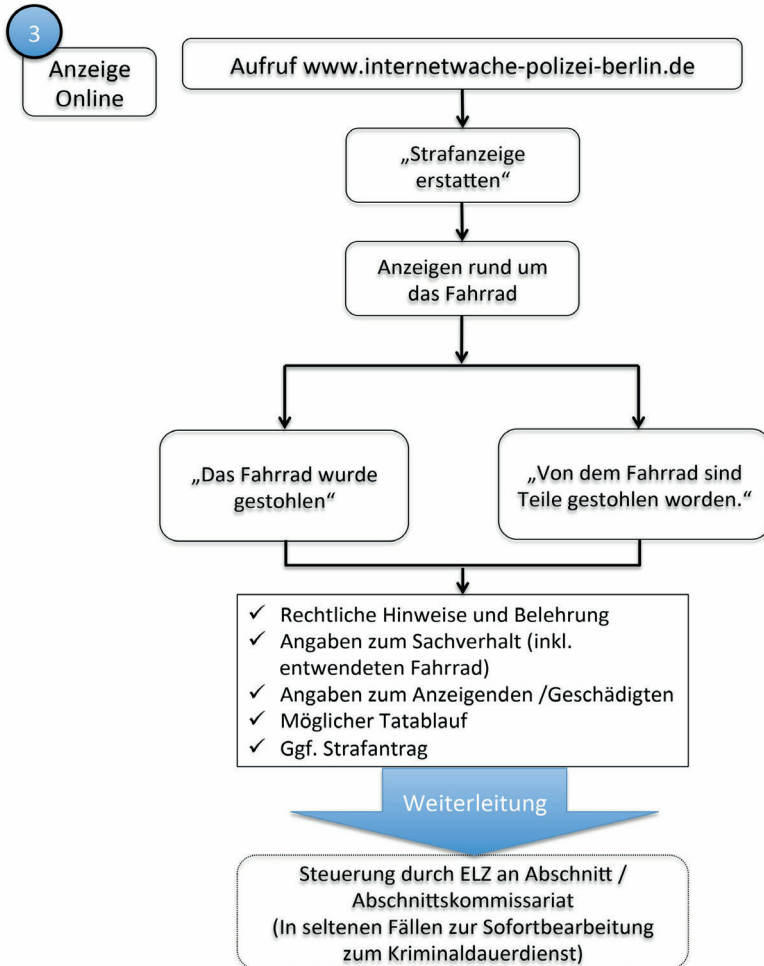 3
Anzeige
Online
Aufruf www.internetwache-polizei-berlin.de
„Strafanzeige
erstatten“
Anzeigen rund um
das Fahrrad
„Das Fahrrad wurde
gestohlen“
„Von dem Fahrrad sind
Teile gestohlen worden.“
✓ Rechtliche Hinweise und Belehrung
✓ Angaben zum Sachverhalt (inkl.
entwendeten Fahrrad)
✓ Angaben zum Anzeigenden /Geschädigten
✓ Möglicher Tatablauf
✓ Ggf. Strafantrag
Weiterleitung
Steuerung durch ELZ an Abschnitt /
Abschnittskommissariat
(In seltenen Fällen zur Sofortbearbeitung
zum Kriminaldauerdienst)